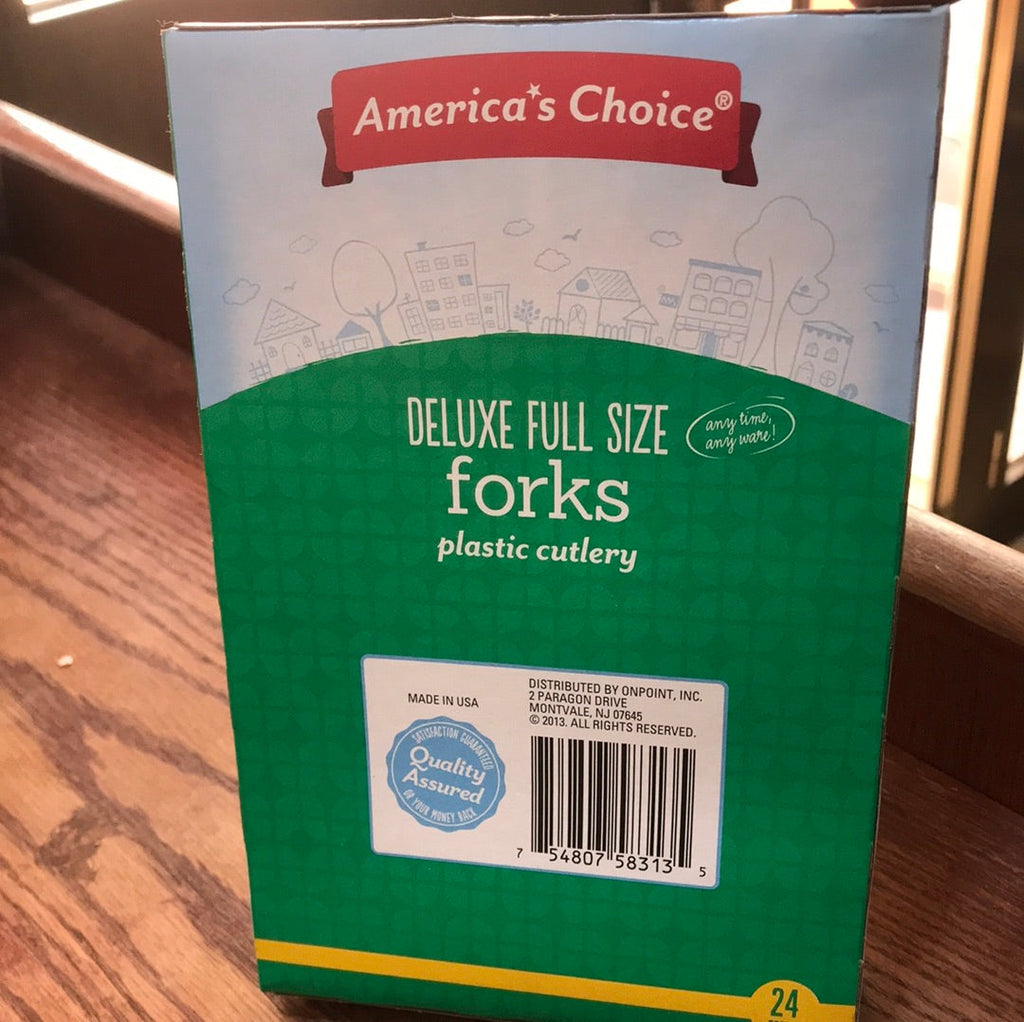 America's Choice®
DELUXE FULL SIZE
any time,
any ware!
forks
plastic cutlery
MADE IN USA
SATISFACTION GUARANTEED
Quality
Assured
OR YOUR MONEY BACK
DISTRIBUTED BY ONPOINT, INC.
2 PARAGON DRIVE
MONTVALE, NJ 07645
© 2013. ALL RIGHTS RESERVED.
7 54807 58313 5
24